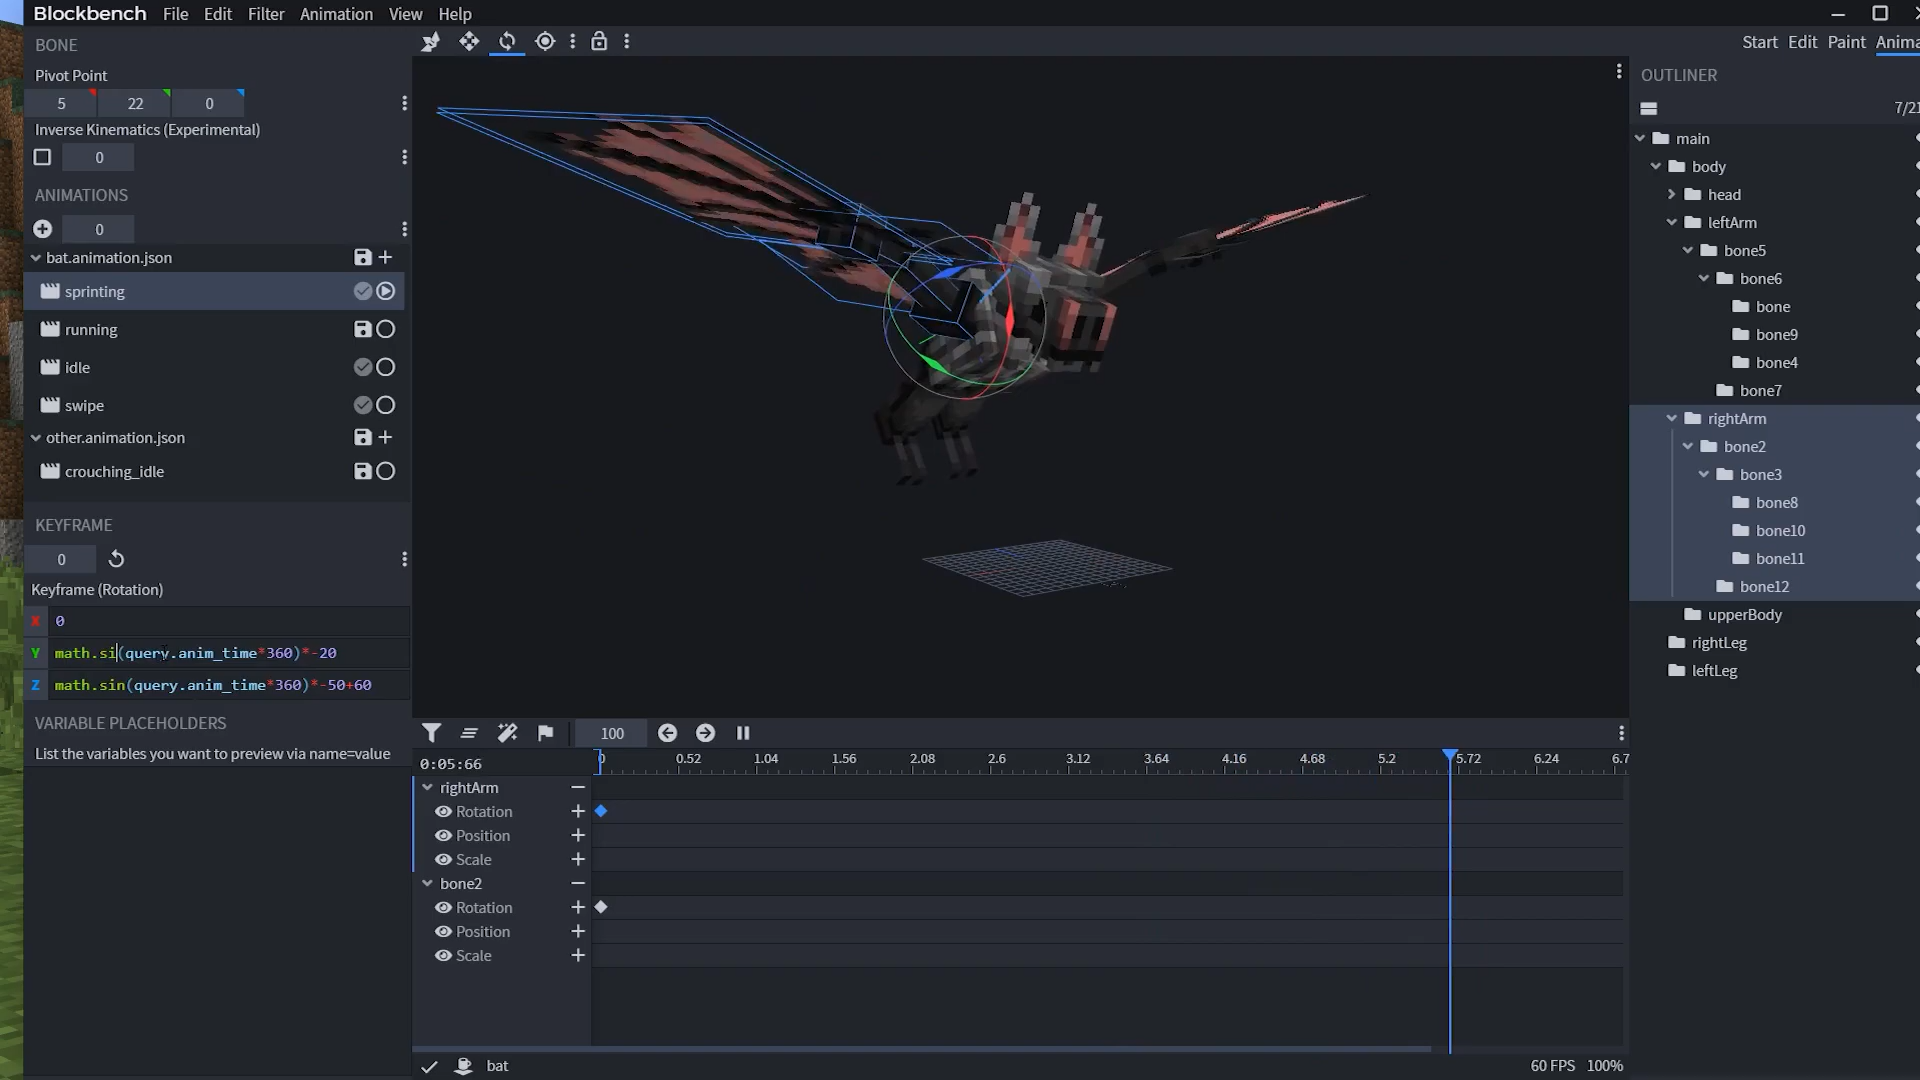 Blockbench File Edit Filter Animation View Help
Start Edit Paint Anima
BONE
Pivot Point
5 22 0
Inverse Kinematics (Experimental)
0
ANIMATIONS
0
bat.animation.json
sprinting
running
idle
swipe
other.animation.json
crouching_idle
KEYFRAME
0
Keyframe (Rotation)
X 0
Y math.si(query.anim_time*360)*-20
Z math.sin(query.anim_time*360)*-50+60
VARIABLE PLACEHOLDERS
List the variables you want to preview via name=value
100
0:05:66
0 0.52 1.04 1.56 2.08 2.6 3.12 3.64 4.16 4.68 5.2 5.72 6.24 6.7
rightArm
Rotation
Position
Scale
bone2
Rotation
Position
Scale
bat
60 FPS 100%
OUTLINER
7/21
main
body
head
leftArm
bone5
bone6
bone
bone9
bone4
bone7
rightArm
bone2
bone3
bone8
bone10
bone11
bone12
upperBody
rightLeg
leftLeg